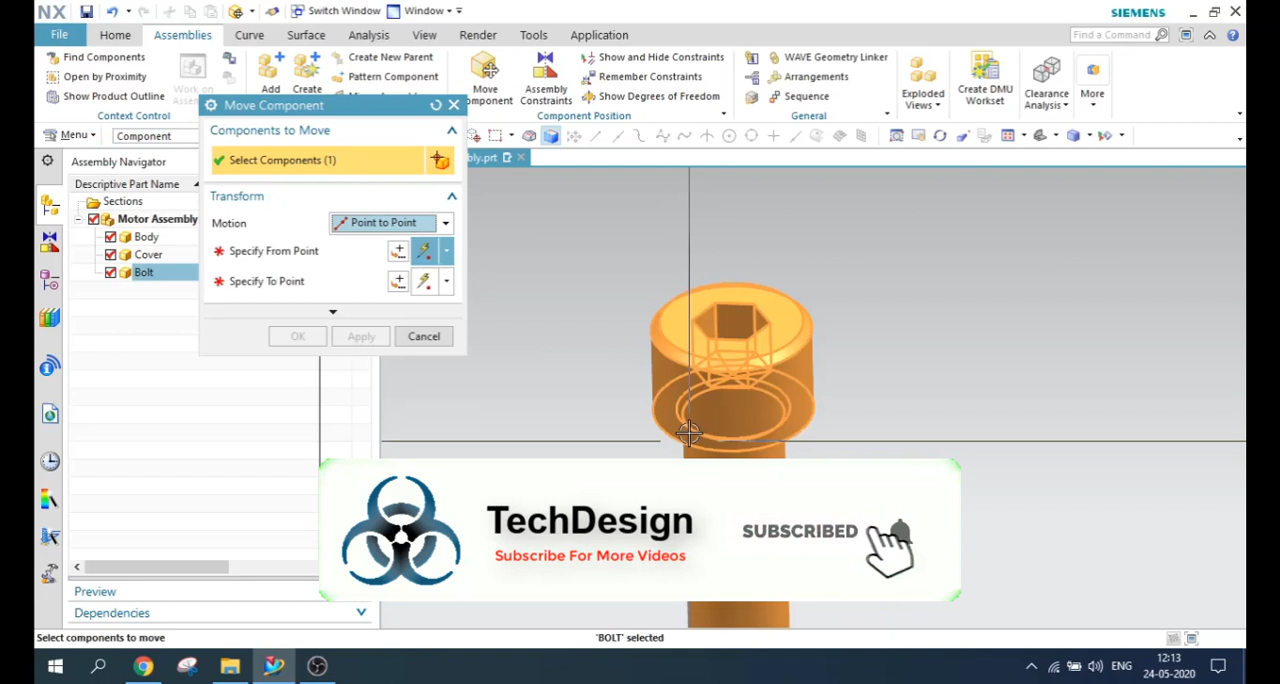 NX
Switch Window
Window
SIEMENS
File
Home
Assemblies
Curve
Surface
Analysis
View
Render
Tools
Application
Find a Command
Find Components
Open by Proximity
Show Product Outline
Context Control
Work on
Add
Create
Create New Parent
Pattern Component
Move
Component
Assembly
Constraints
Show and Hide Constraints
Remember Constraints
Show Degrees of Freedom
Component Position
WAVE Geometry Linker
Arrangements
Sequence
General
Exploded
Views
Create DMU
Workset
Clearance
Analysis
More
Menu
Component
Move Component
Components to Move
Select Components (1)
Transform
Motion
Point to Point
Specify From Point
Specify To Point
OK
Apply
Cancel
Assembly Navigator
Descriptive Part Name
Sections
Motor Assembly
Body
Cover
Bolt
Preview
Dependencies
TechDesign
Subscribe For More Videos
SUBSCRIBED
Select components to move
'BOLT' selected
ENG
12:13
24-05-2020